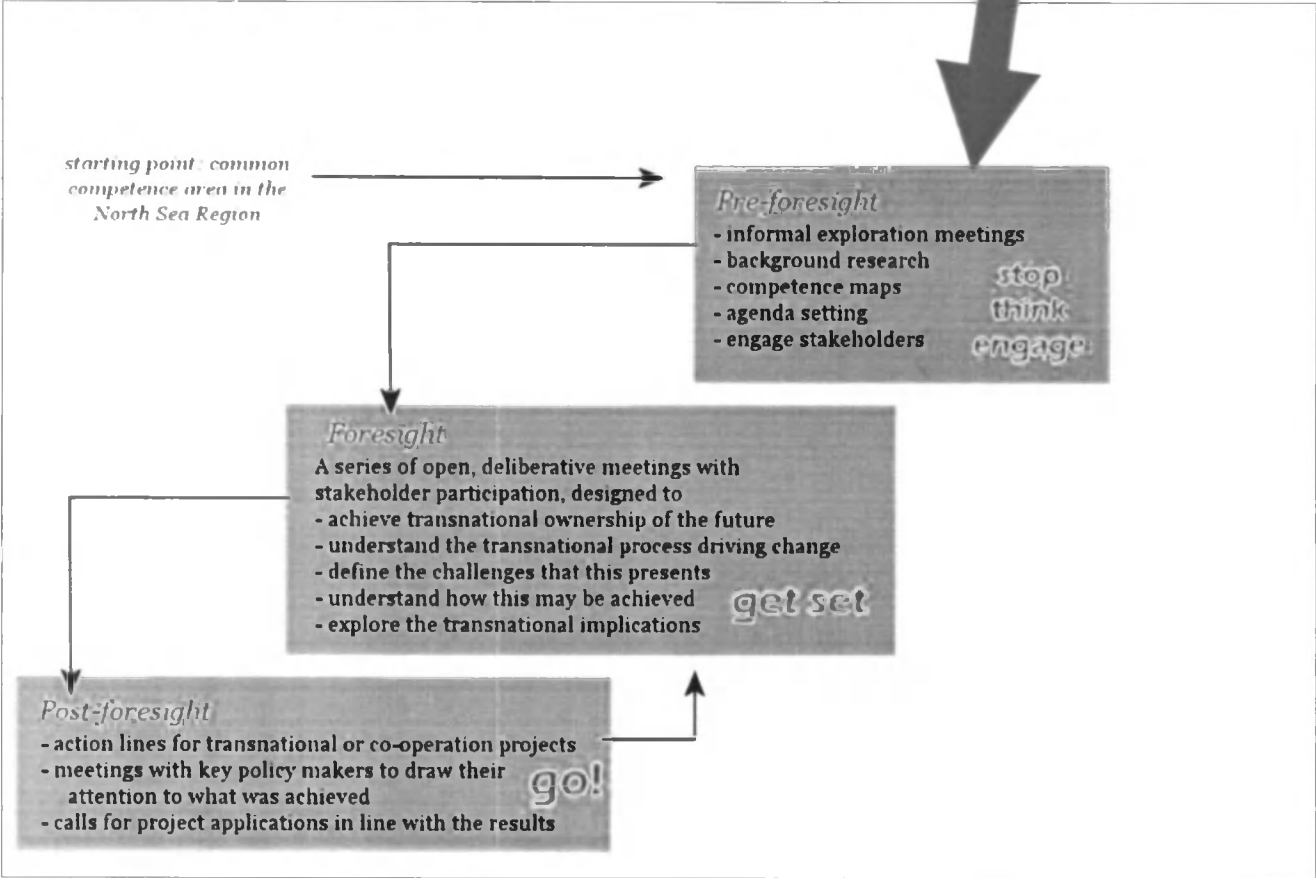 starting point: common
competence area in the
North Sea Region
Pre-foresight
- informal exploration meetings
- background research
- competence maps
- agenda setting
- engage stakeholders
stop
think
engage
Foresight
A series of open, deliberative meetings with
stakeholder participation, designed to
- achieve transnational ownership of the future
- understand the transnational process driving change
- define the challenges that this presents
- understand how this may be achieved
- explore the transnational implications
get set
Post-foresight
- action lines for transnational or co-operation projects
- meetings with key policy makers to draw their
attention to what was achieved
- calls for project applications in line with the results
go!